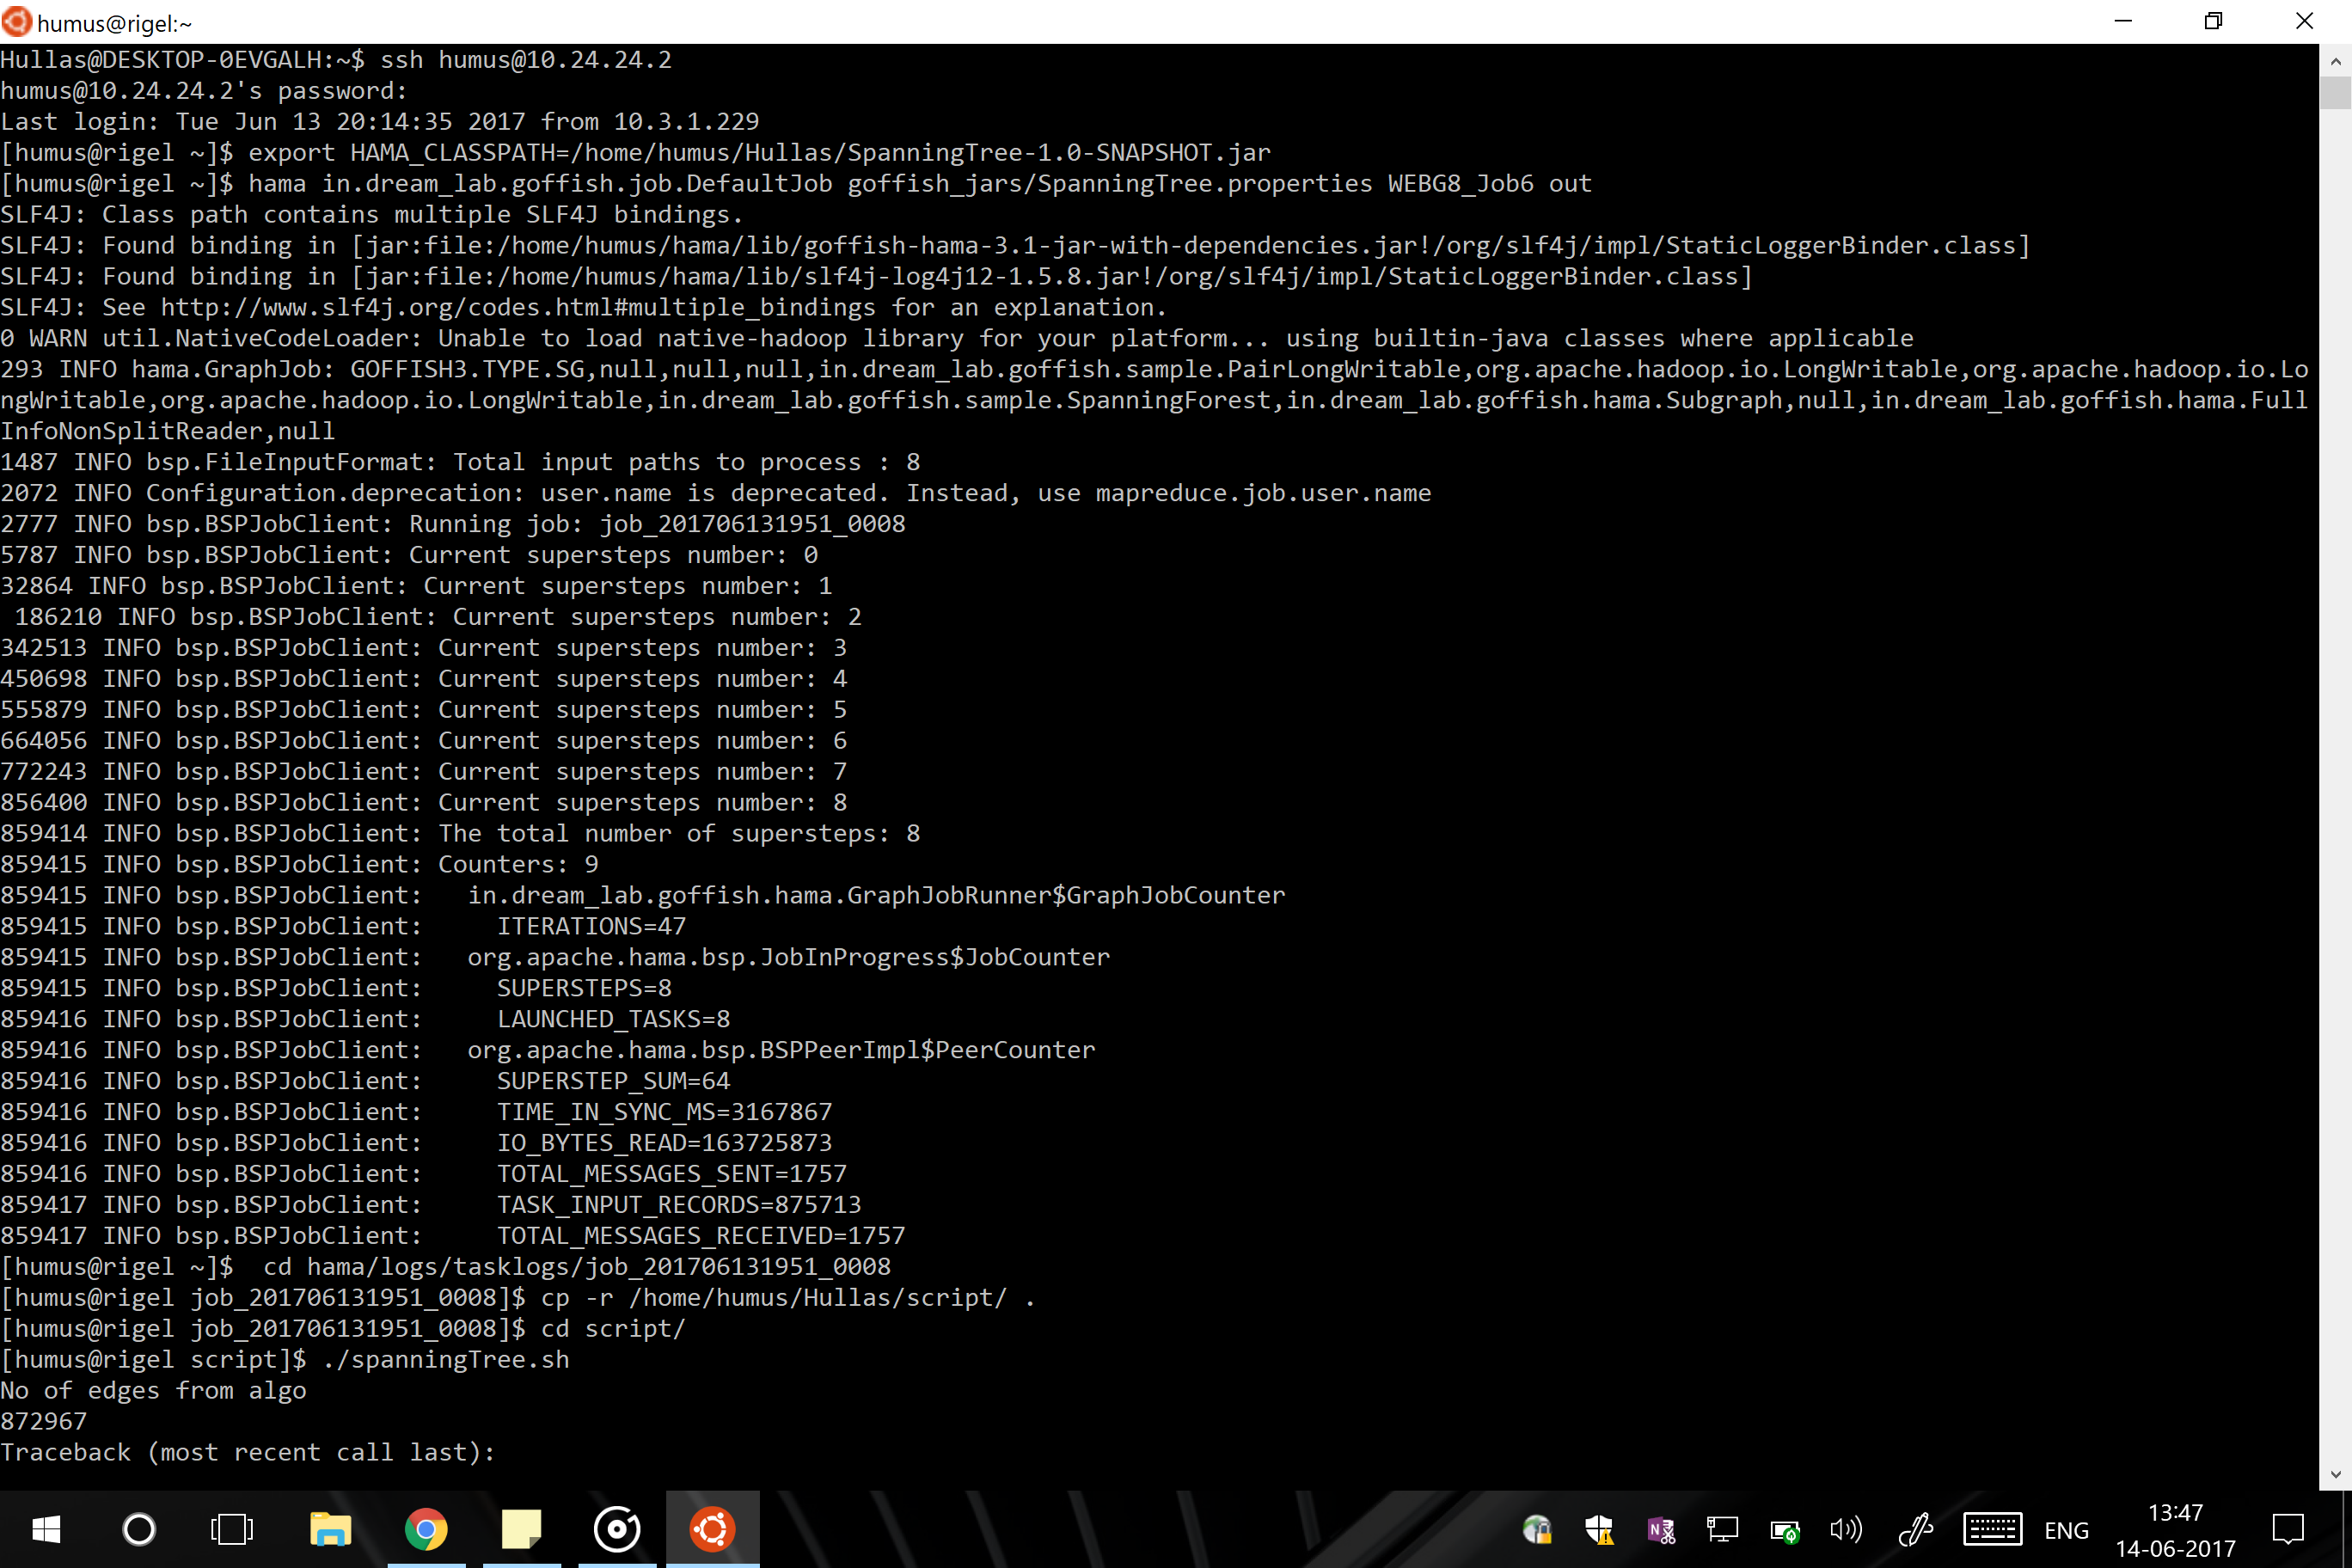 humus@rigel:~
Hullas@DESKTOP-0EVGALH:~$ ssh humus@10.24.24.2
humus@10.24.24.2's password:
Last login: Tue Jun 13 20:14:35 2017 from 10.3.1.229
[humus@rigel ~]$ export HAMA_CLASSPATH=/home/humus/Hullas/SpanningTree-1.0-SNAPSHOT.jar
[humus@rigel ~]$ hama in.dream_lab.goffish.job.DefaultJob goffish_jars/SpanningTree.properties WEBG8_Job6 out
SLF4J: Class path contains multiple SLF4J bindings.
SLF4J: Found binding in [jar:file:/home/humus/hama/lib/goffish-hama-3.1-jar-with-dependencies.jar!/org/slf4j/impl/StaticLoggerBinder.class]
SLF4J: Found binding in [jar:file:/home/humus/hama/lib/slf4j-log4j12-1.5.8.jar!/org/slf4j/impl/StaticLoggerBinder.class]
SLF4J: See http://www.slf4j.org/codes.html#multiple_bindings for an explanation.
0 WARN util.NativeCodeLoader: Unable to load native-hadoop library for your platform... using builtin-java classes where applicable
293 INFO hama.GraphJob: GOFFISH3.TYPE.SG,null,null,null,in.dream_lab.goffish.sample.PairLongWritable,org.apache.hadoop.io.LongWritable,org.apache.hadoop.io.Lo
ngWritable,org.apache.hadoop.io.LongWritable,in.dream_lab.goffish.sample.SpanningForest,in.dream_lab.goffish.hama.Subgraph,null,in.dream_lab.goffish.hama.Full
InfoNonSplitReader,null
1487 INFO bsp.FileInputFormat: Total input paths to process : 8
2072 INFO Configuration.deprecation: user.name is deprecated. Instead, use mapreduce.job.user.name
2777 INFO bsp.BSPJobClient: Running job: job_201706131951_0008
5787 INFO bsp.BSPJobClient: Current supersteps number: 0
32864 INFO bsp.BSPJobClient: Current supersteps number: 1
 186210 INFO bsp.BSPJobClient: Current supersteps number: 2
342513 INFO bsp.BSPJobClient: Current supersteps number: 3
450698 INFO bsp.BSPJobClient: Current supersteps number: 4
555879 INFO bsp.BSPJobClient: Current supersteps number: 5
664056 INFO bsp.BSPJobClient: Current supersteps number: 6
772243 INFO bsp.BSPJobClient: Current supersteps number: 7
856400 INFO bsp.BSPJobClient: Current supersteps number: 8
859414 INFO bsp.BSPJobClient: The total number of supersteps: 8
859415 INFO bsp.BSPJobClient: Counters: 9
859415 INFO bsp.BSPJobClient:   in.dream_lab.goffish.hama.GraphJobRunner$GraphJobCounter
859415 INFO bsp.BSPJobClient:     ITERATIONS=47
859415 INFO bsp.BSPJobClient:   org.apache.hama.bsp.JobInProgress$JobCounter
859415 INFO bsp.BSPJobClient:     SUPERSTEPS=8
859416 INFO bsp.BSPJobClient:     LAUNCHED_TASKS=8
859416 INFO bsp.BSPJobClient:   org.apache.hama.bsp.BSPPeerImpl$PeerCounter
859416 INFO bsp.BSPJobClient:     SUPERSTEP_SUM=64
859416 INFO bsp.BSPJobClient:     TIME_IN_SYNC_MS=3167867
859416 INFO bsp.BSPJobClient:     IO_BYTES_READ=163725873
859416 INFO bsp.BSPJobClient:     TOTAL_MESSAGES_SENT=1757
859417 INFO bsp.BSPJobClient:     TASK_INPUT_RECORDS=875713
859417 INFO bsp.BSPJobClient:     TOTAL_MESSAGES_RECEIVED=1757
[humus@rigel ~]$  cd hama/logs/tasklogs/job_201706131951_0008
[humus@rigel job_201706131951_0008]$ cp -r /home/humus/Hullas/script/ .
[humus@rigel job_201706131951_0008]$ cd script/
[humus@rigel script]$ ./spanningTree.sh
No of edges from algo
872967
Traceback (most recent call last):
ENG
13:47
14-06-2017